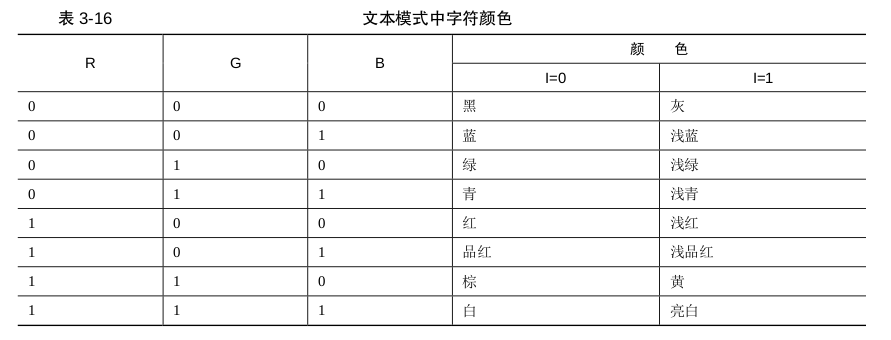 表 3-16 文本模式中字符颜色
R G B 颜 色
I=0 I=1
0 0 0 黑 灰
0 0 1 蓝 浅蓝
0 1 0 绿 浅绿
0 1 1 青 浅青
1 0 0 红 浅红
1 0 1 品红 浅品红
1 1 0 棕 黄
1 1 1 白 亮白